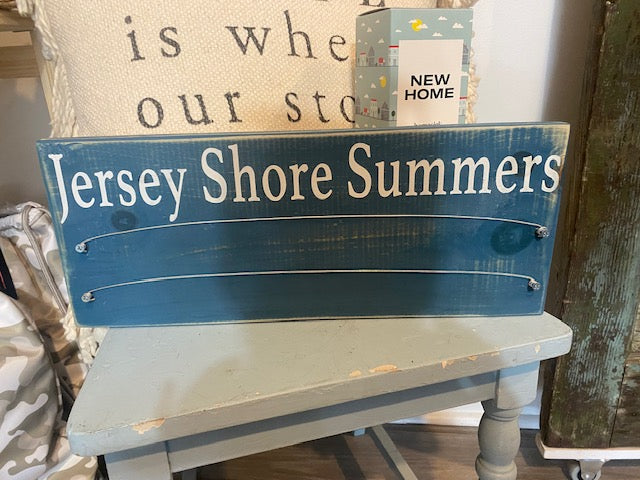 is whe
our sto
NEW
HOME
Jersey Shore Summers